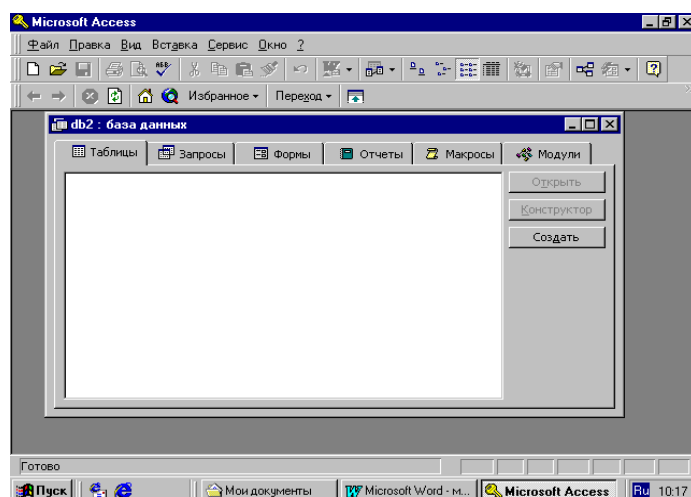 Microsoft Access
Файл Правка Вид Вставка Сервис Окно ?
Избранное Переход
db2 : база данных
Таблицы Запросы Формы Отчеты Макросы Модули
Открыть
Конструктор
Создать
Готово
Пуск Мои документы Microsoft Word - м... Microsoft Access Ru 10:17